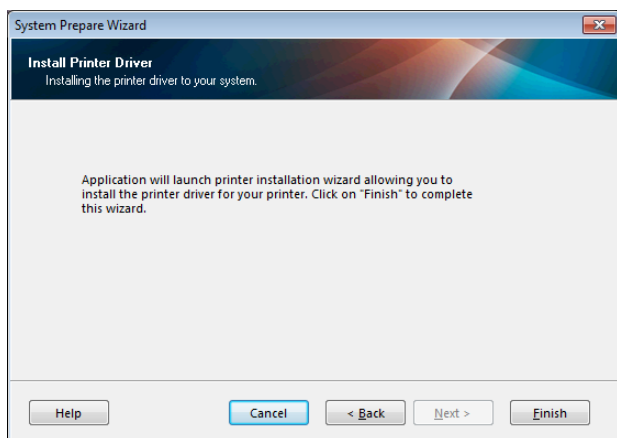 System Prepare Wizard
Install Printer Driver
Installing the printer driver to your system.
Application will launch printer installation wizard allowing you to
install the printer driver for your printer. Click on "Finish" to complete
this wizard.
Help Cancel < Back Next > Finish